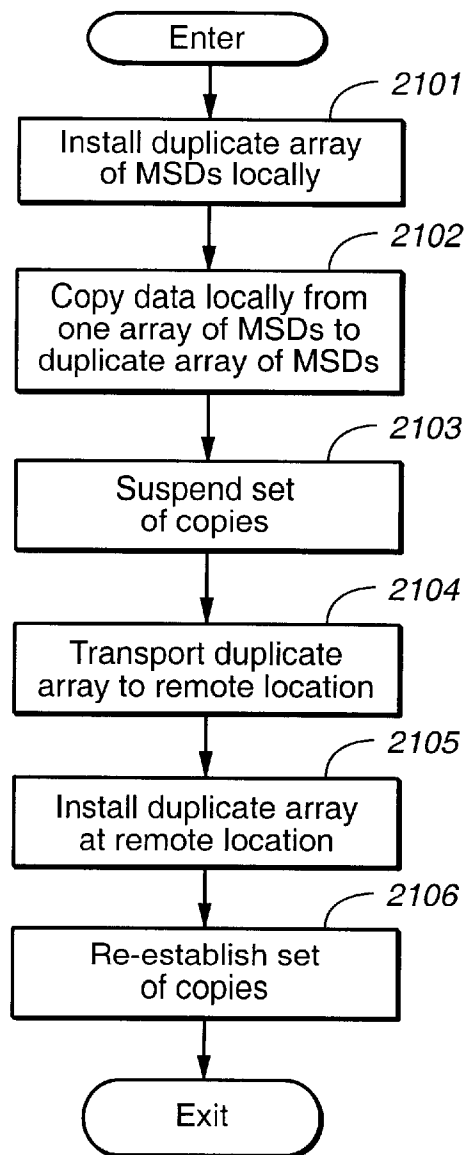 Enter
2101
Install duplicate array
of MSDs locally
2102
Copy data locally from
one array of MSDs to
duplicate array of MSDs
2103
Suspend set
of copies
2104
Transport duplicate
array to remote location
2105
Install duplicate array
at remote location
2106
Re-establish set
of copies
Exit